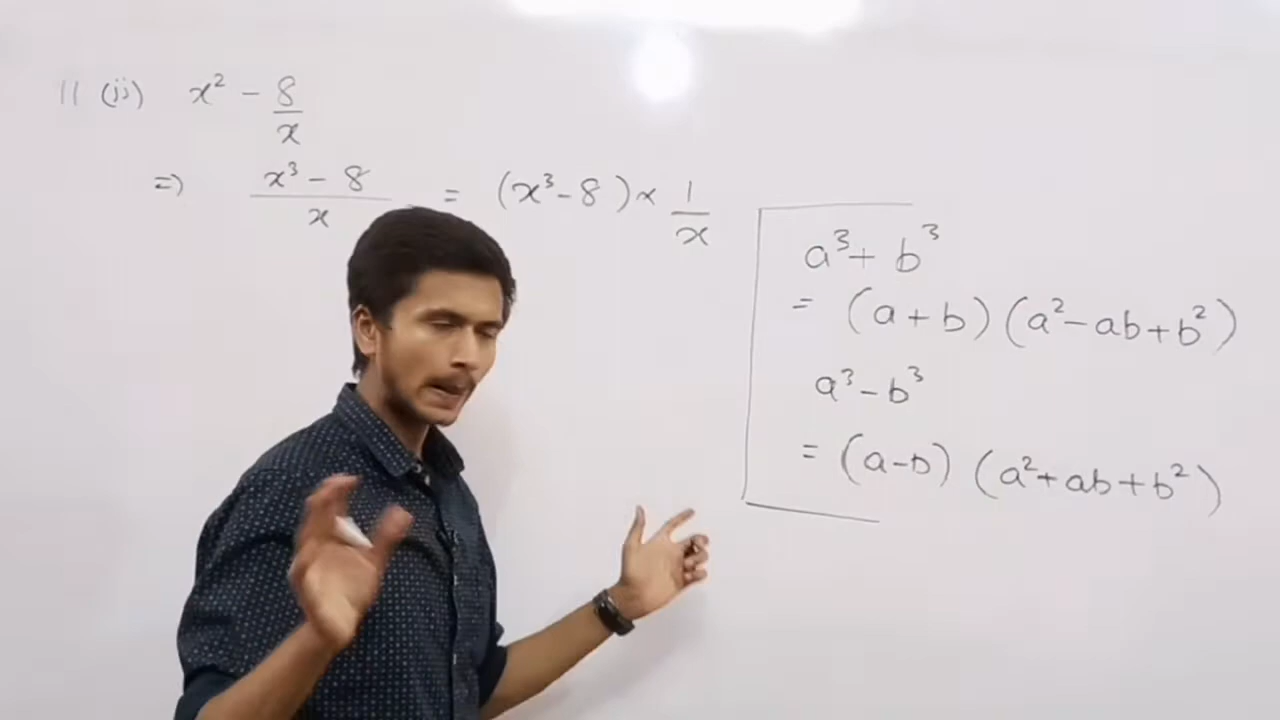 11 (ii) x² - 8/x
=) x³ - 8/x = (x³-8) × 1/x
a³ + b³
= (a + b) (a² - ab + b²)
a³ - b³
= (a - b) (a² + ab + b²)